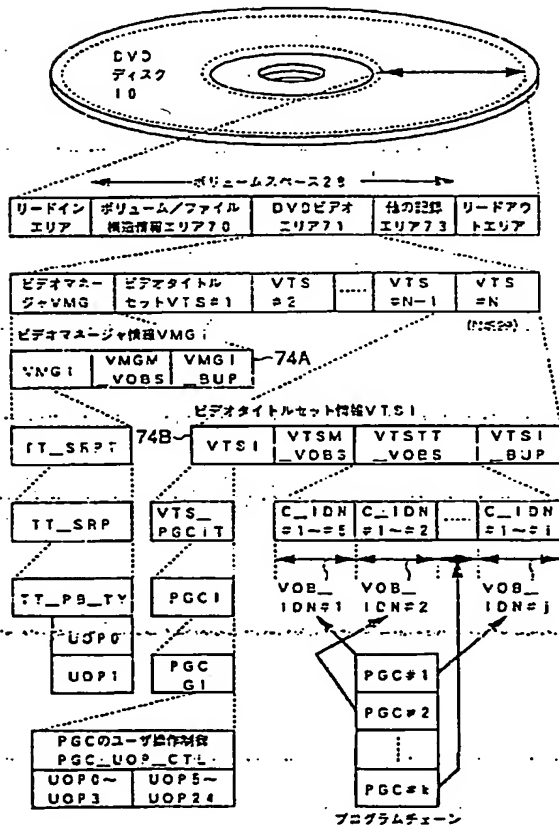 DVD
ディスク
10
ボリュームスペース28
リードイン
エリア
ボリューム/ファイル
構造情報エリア70
DVDビデオ
エリア71
他の記録
エリア73
リードアウ
トエリア
ビデオマネー
ジャVMG
ビデオタイトル
セットVTS#1
VTS
#2
.....
VTS
#N-1
VTS
#N
ビデオマネージャ情報VMGi
VMGI
VMGM
_VOBS
VMGI
_BUP
74A
ビデオタイトルセット情報VTSI
74B
VTSI
VTSM
_VOBS
VTSTT
_VOBS
VTSI
_BUP
TT_SRPT
TT_SRP
VTS_
PGCiT
C_IDN
#1~#5
C_IDN
#1~#2
.....
C_IDN
#1~#i
TT_PB_TY
UOP0
UOP1
PGCI
VOB_
IDN#1
VOB_
IDN#2
VOB_
IDN#j
PGC
GI
PGC#1
PGC#2
PGC#k
PGCのユーザ操作制御
PGC_UOP_CTL
UOP0~
UOP3
UOP5~
UOP24
プログラムチェーン